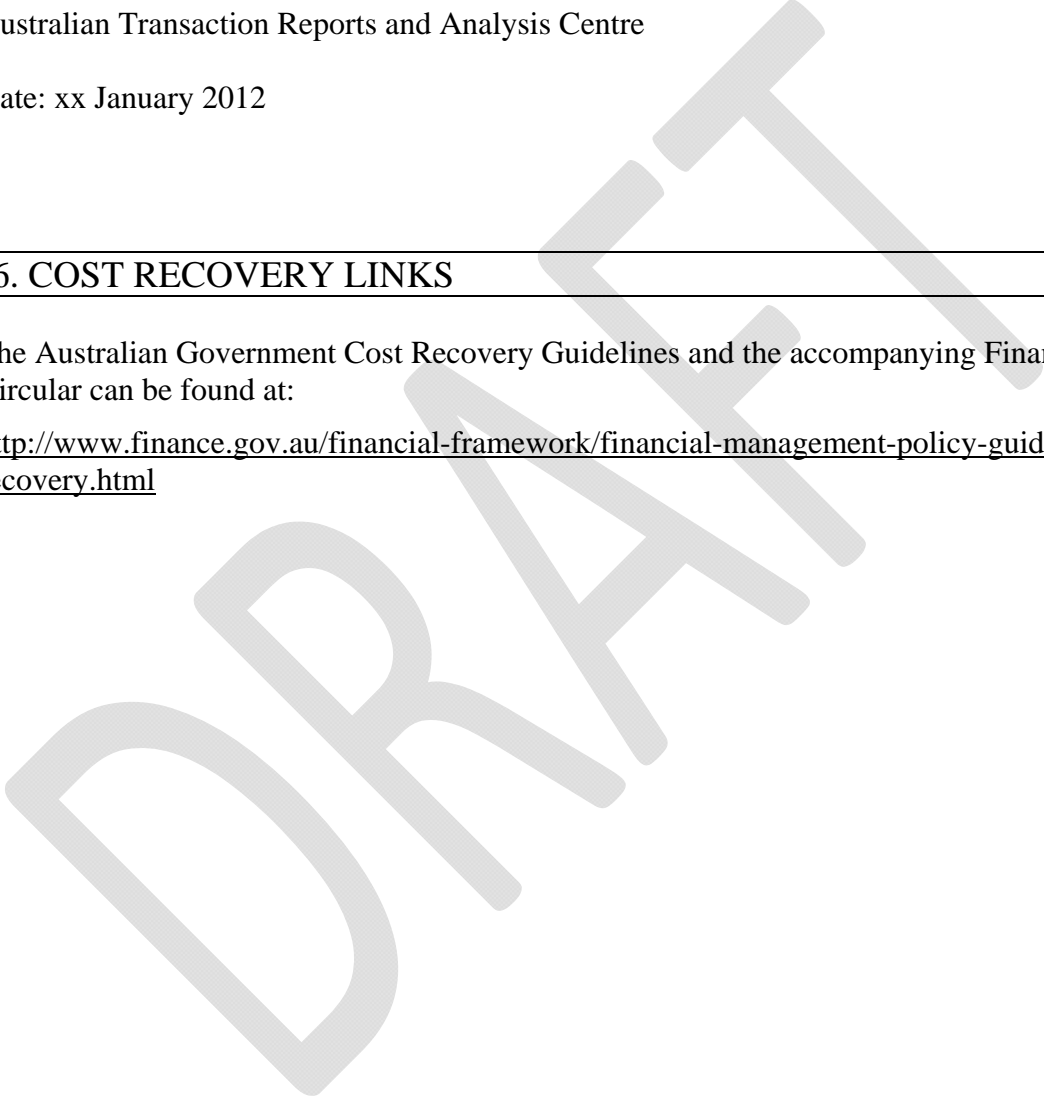 ustralian Transaction Reports and Analysis Centre
ate: xx January 2012
6. COST RECOVERY LINKS
he Australian Government Cost Recovery Guidelines and the accompanying Finan
ircular can be found at:
ttp://www.finance.gov.au/financial-framework/financial-management-policy-guid
ecovery.html
DRAFT